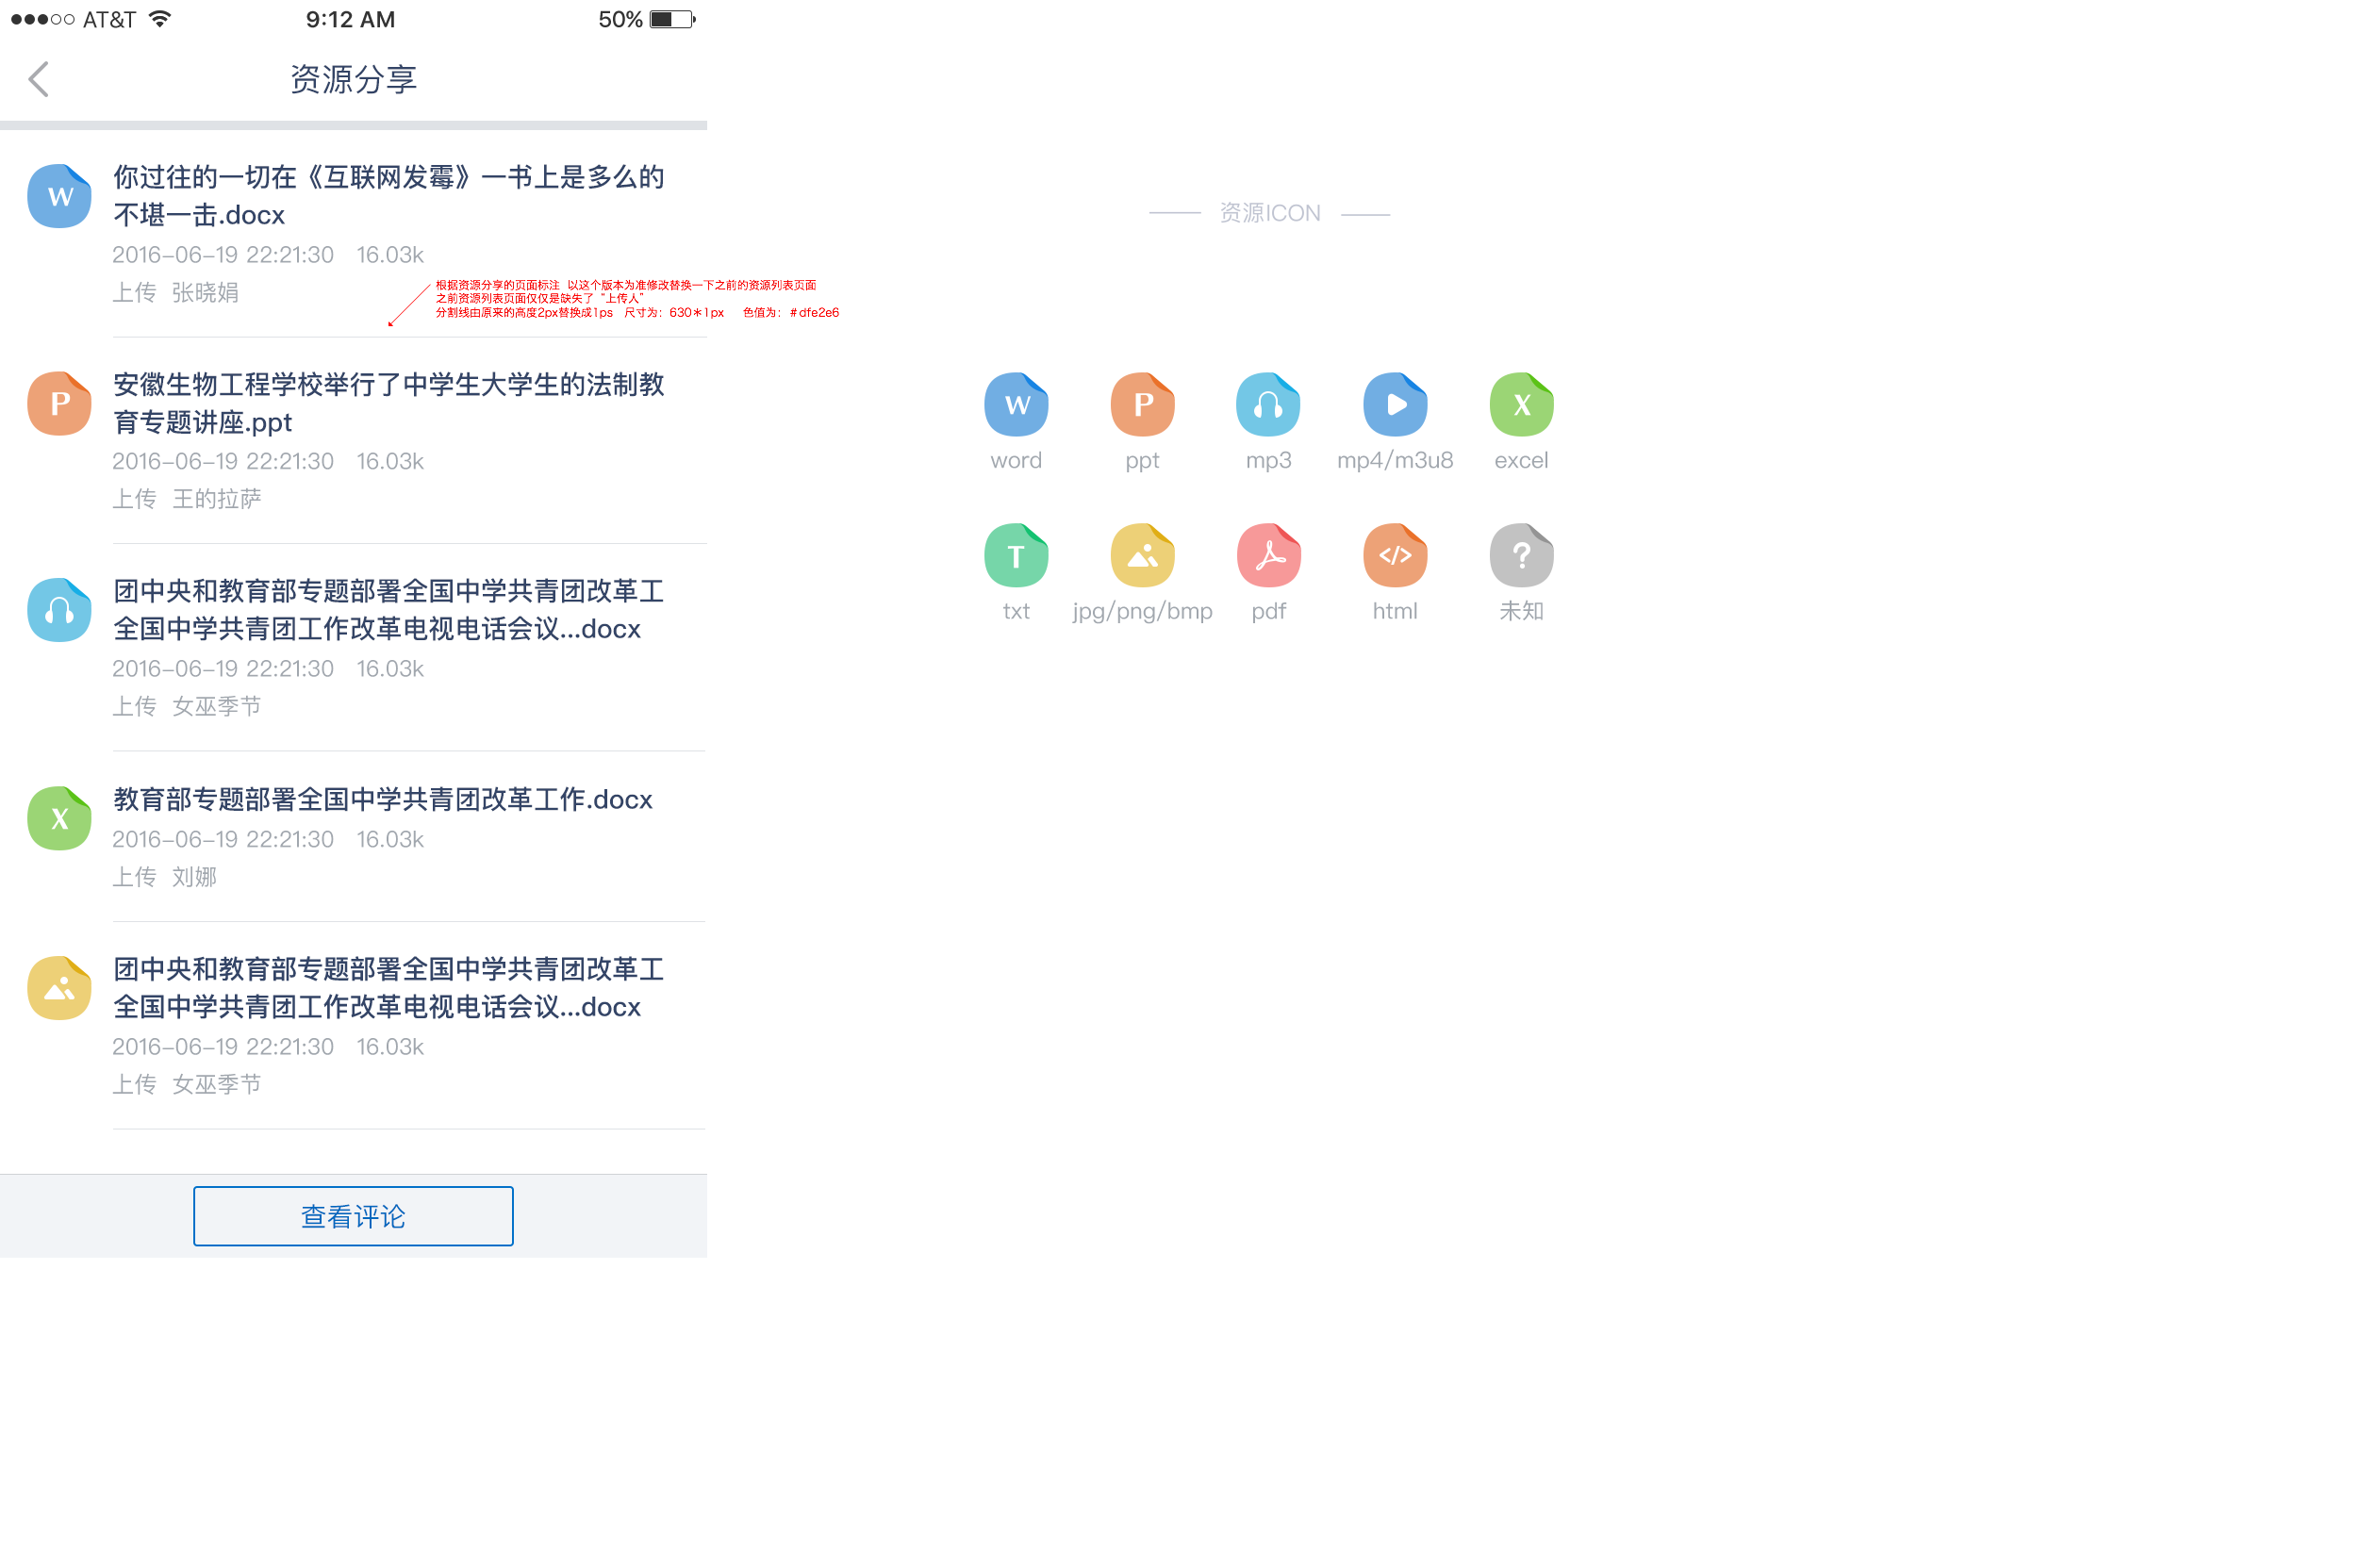 AT&T 9:12 AM 50%
资源分享
你过往的一切在《互联网发霉》一书上是多么的
不堪一击.docx
2016-06-19 22:21:30 16.03k
上传 张晓娟
根据资源分享的页面标注 以这个版本为准修改替换一下之前的资源列表页面
之前资源列表页面仅仅是缺失了“上传人”
分割线由原来的高度2px替换成1ps 尺寸为：630*1px 色值为：#dfe2e6
安徽生物工程学校举行了中学生大学生的法制教
育专题讲座.ppt
2016-06-19 22:21:30 16.03k
上传 王的拉萨
团中央和教育部专题部署全国中学共青团改革工
全国中学共青团工作改革电视电话会议...docx
2016-06-19 22:21:30 16.03k
上传 女巫季节
教育部专题部署全国中学共青团改革工作.docx
2016-06-19 22:21:30 16.03k
上传 刘娜
团中央和教育部专题部署全国中学共青团改革工
全国中学共青团工作改革电视电话会议...docx
2016-06-19 22:21:30 16.03k
上传 女巫季节
查看评论
资源ICON
word ppt mp3 mp4/m3u8 excel
txt jpg/png/bmp pdf html 未知